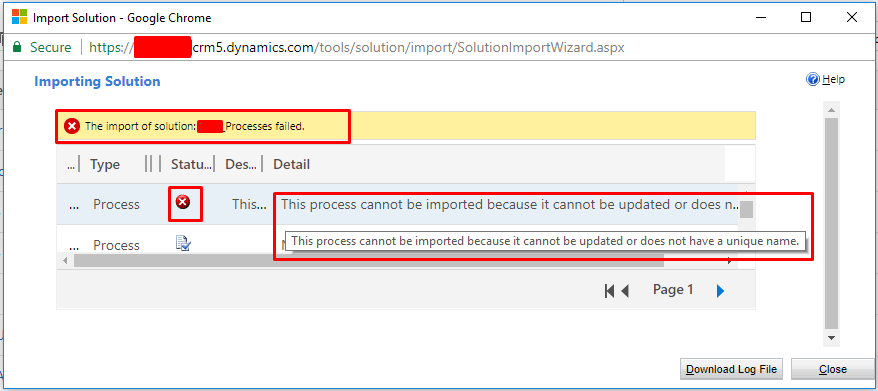 Import Solution - Google Chrome
Secure https:// crm5.dynamics.com/tools/solution/import/SolutionImportWizard.aspx
Importing Solution
Help
The import of solution: _Processes failed.
... Type Statu... Des... Detail
... Process This... This process cannot be imported because it cannot be updated or does n..
This process cannot be imported because it cannot be updated or does not have a unique name.
... Process
Page 1
Download Log File Close